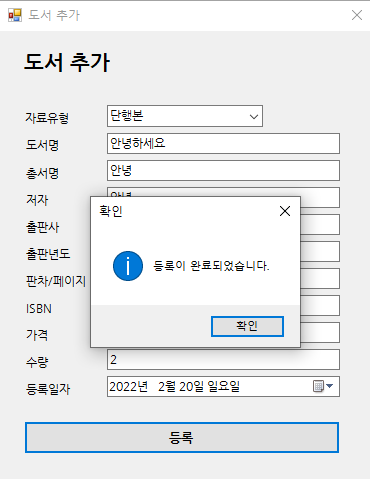 도서 추가
도서 추가
자료유형 단행본
도서명 안녕하세요
총서명 안녕
저자
확인
출판사
출판년도
등록이 완료되었습니다.
판차/페이지
ISBN
확인
가격
수량 2
등록일자 2022년 2월 20일 일요일
등록